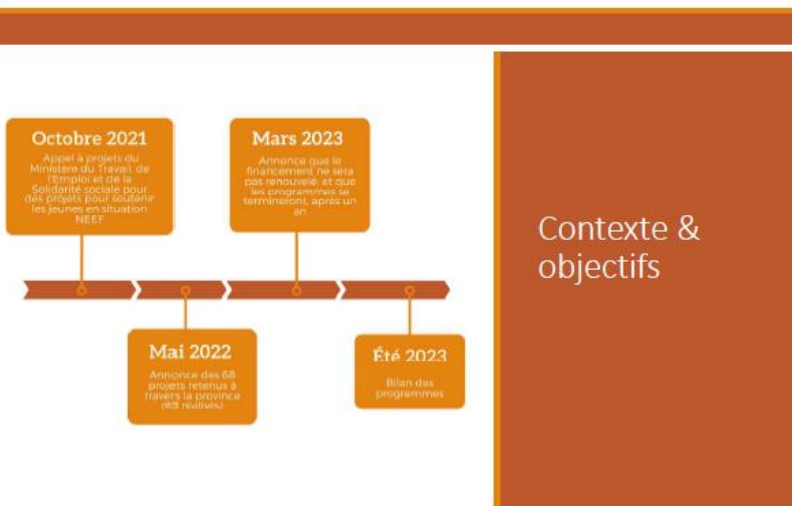 Octobre 2021
Appel à projets du
Ministère du Travail, de
l'Emploi et de la
Solidarité sociale pour
des projets pour soutenir
les jeunes en situation
NEEF
Mars 2023
Annonce que le
financement ne sera
pas renouvelé, et que
les programmes se
termineront, après un
an
Contexte &
objectifs
Mai 2022
Annonce des 68
projets retenus à
travers la province
réalisés)
Été 2023
Bilan des
programmes